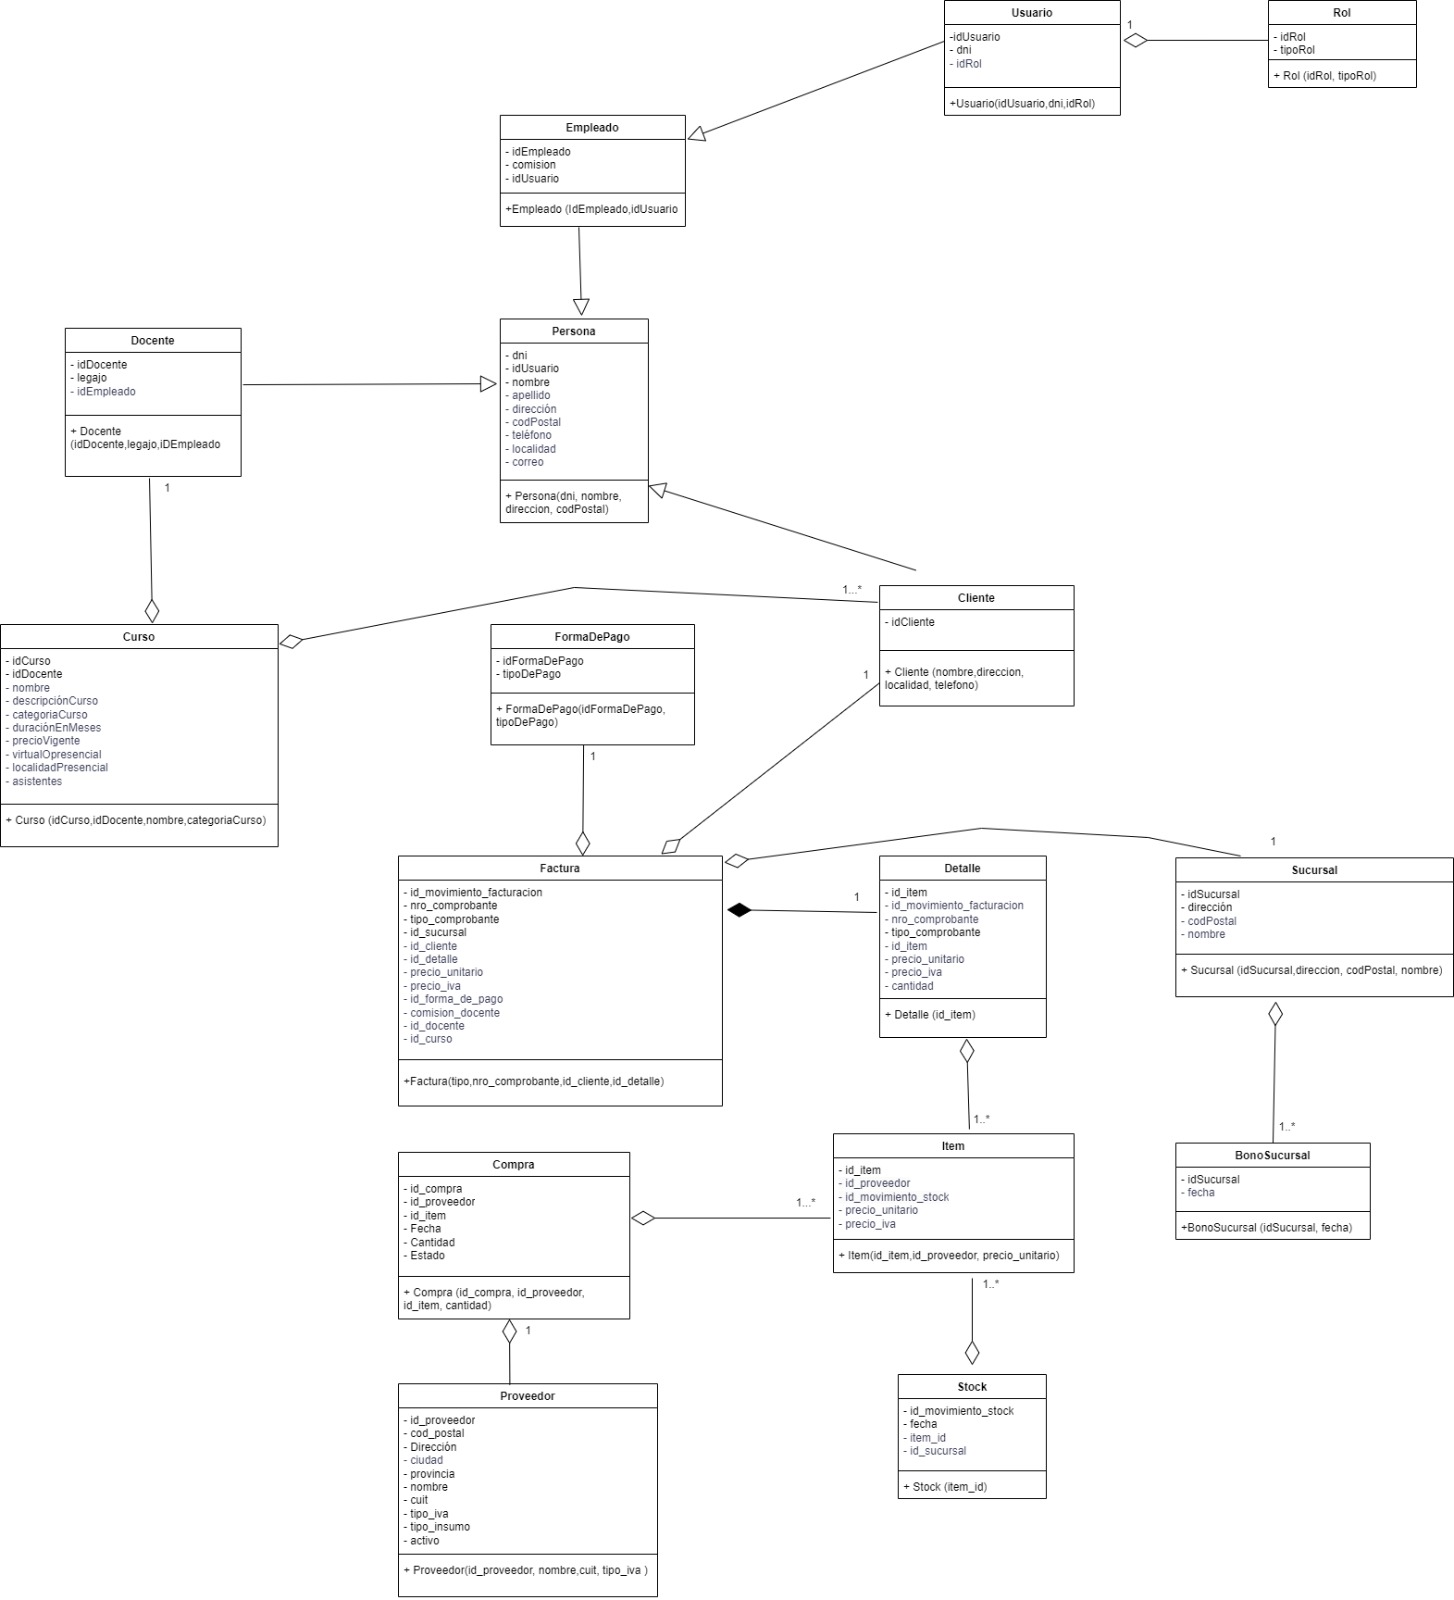 Usuario
-idUsuario
- dni
- idRol
+Usuario(idUsuario,dni,idRol)
1
Rol
- idRol
- tipoRol
+ Rol (idRol, tipoRol)
Empleado
- idEmpleado
- comision
- idUsuario
+Empleado (IdEmpleado,idUsuario
Docente
- idDocente
- legajo
- idEmpleado
+ Docente
(idDocente,legajo,iDEmpleado
1
Persona
- dni
- idUsuario
- nombre
- apellido
- dirección
- codPostal
- teléfono
- localidad
- correo
+ Persona(dni, nombre,
direccion, codPostal)
1...*
Cliente
- idCliente
+ Cliente (nombre,direccion,
localidad, telefono)
1
Curso
- idCurso
- idDocente
- nombre
- descripciónCurso
- categoriaCurso
- duraciónEnMeses
- precioVigente
- virtualOpresencial
- localidadPresencial
- asistentes
+ Curso (idCurso,idDocente,nombre,categoriaCurso)
FormaDePago
- idFormaDePago
- tipoDePago
+ FormaDePago(idFormaDePago,
tipoDePago)
1
Factura
- id_movimiento_facturacion
- nro_comprobante
- tipo_comprobante
- id_sucursal
- id_cliente
- id_detalle
- precio_unitario
- precio_iva
- id_forma_de_pago
- comision_docente
- id_docente
- id_curso
+Factura(tipo,nro_comprobante,id_cliente,id_detalle)
1
Detalle
- id_item
- id_movimiento_facturacion
- nro_comprobante
- tipo_comprobante
- id_item
- precio_unitario
- precio_iva
- cantidad
+ Detalle (id_item)
1
Sucursal
- idSucursal
- dirección
- codPostal
- nombre
+ Sucursal (idSucursal,direccion, codPostal, nombre)
1..*
1..*
BonoSucursal
- idSucursal
- fecha
+BonoSucursal (idSucursal, fecha)
Compra
- id_compra
- id_proveedor
- id_item
- Fecha
- Cantidad
- Estado
+ Compra (id_compra, id_proveedor,
id_item, cantidad)
1
1...*
Item
- id_item
- id_proveedor
- id_movimiento_stock
- precio_unitario
- precio_iva
+ Item(id_item,id_proveedor, precio_unitario)
1..*
Stock
- id_movimiento_stock
- fecha
- item_id
- id_sucursal
+ Stock (item_id)
Proveedor
- id_proveedor
- cod_postal
- Dirección
- ciudad
- provincia
- nombre
- cuit
- tipo_iva
- tipo_insumo
- activo
+ Proveedor(id_proveedor, nombre,cuit, tipo_iva )